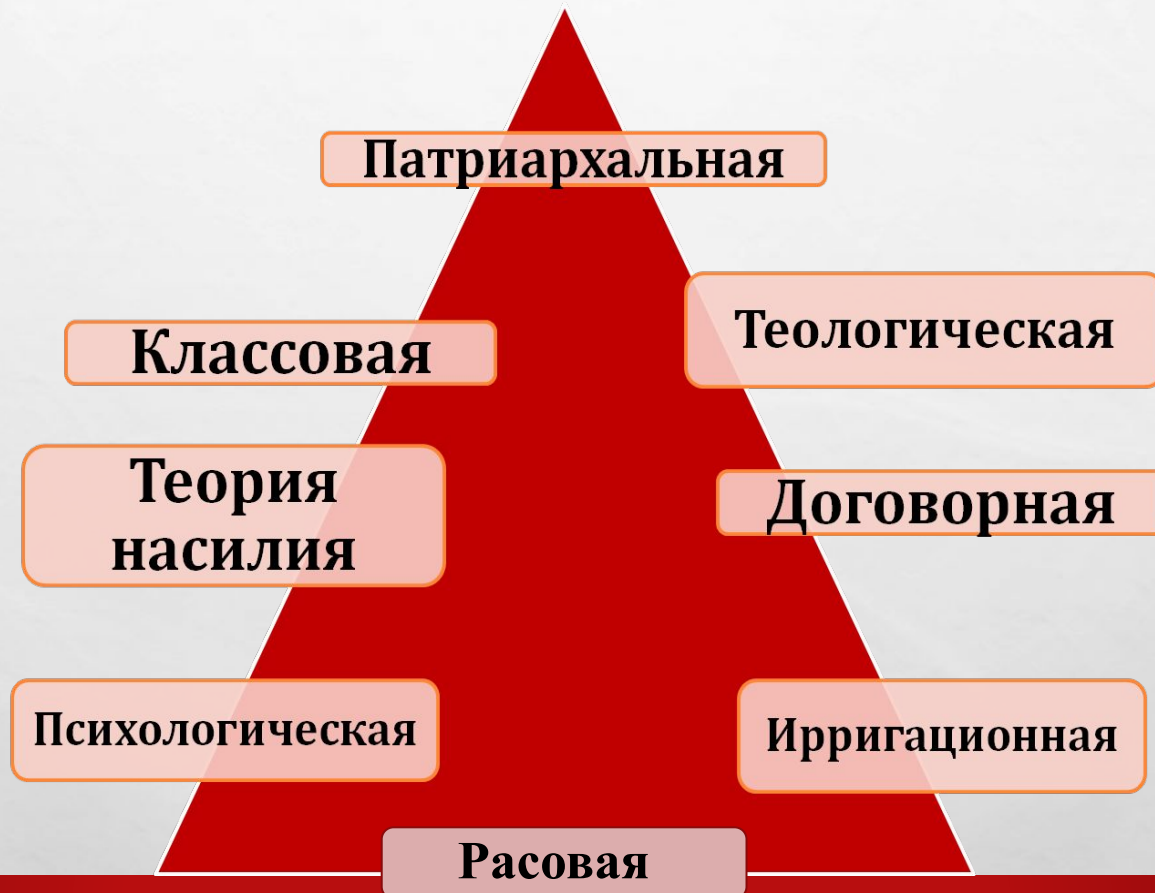 Патриархальная
Теологическая
Классовая
Теория
насилия
Договорная
Психологическая
Ирригационная
Расовая